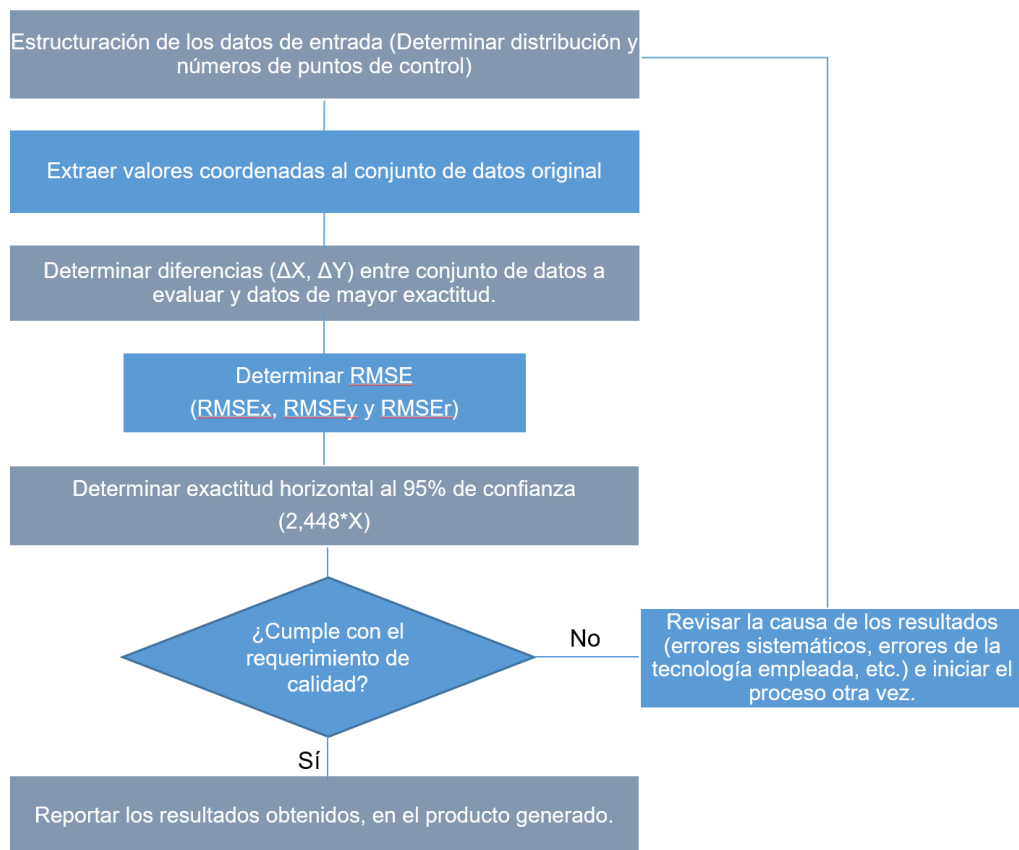 Estructuración de los datos de entrada (Determinar distribución y
números de puntos de control)
Extraer valores coordenadas al conjunto de datos original
Determinar diferencias (ΔX, ΔY) entre conjunto de datos a
evaluar y datos de mayor exactitud.
Determinar RMSE
(RMSEx, RMSEy y RMSEr)
Determinar exactitud horizontal al 95% de confianza
(2,448*X)
¿Cumple con el
requerimiento de
calidad?
No
Revisar la causa de los resultados
(errores sistemáticos, errores de la
tecnología empleada, etc.) e iniciar el
proceso otra vez.
Sí
Reportar los resultados obtenidos, en el producto generado.